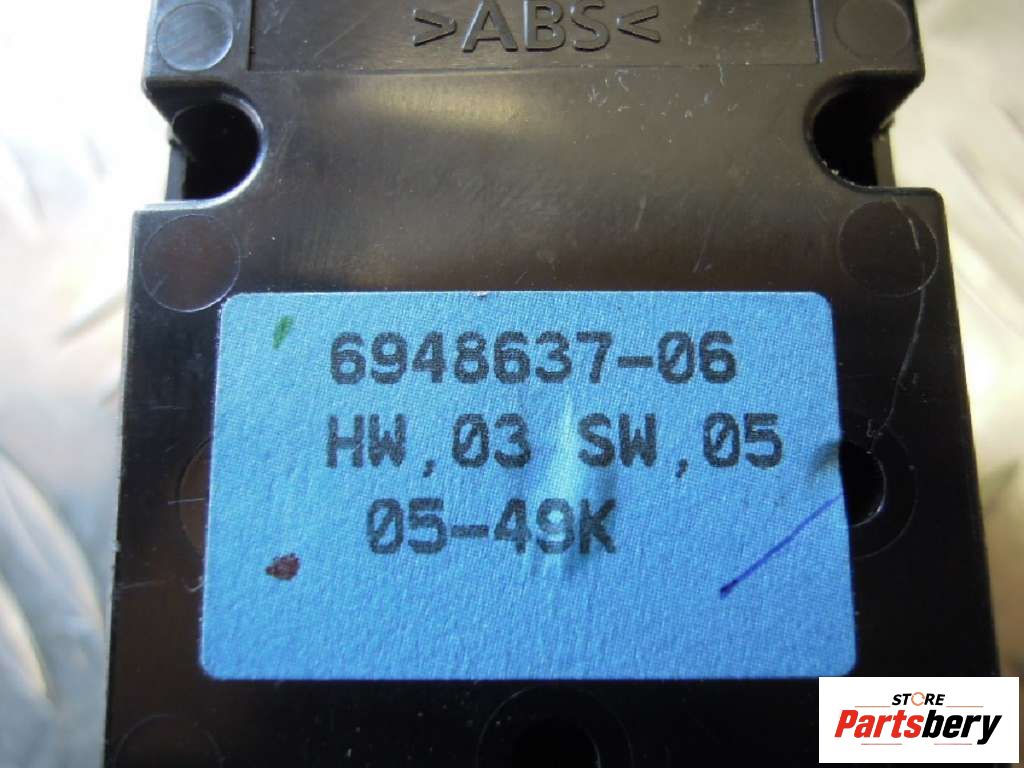 >ABS<
6948637-06
HW,03 SW,05
05-49K
STORE
Partsbery